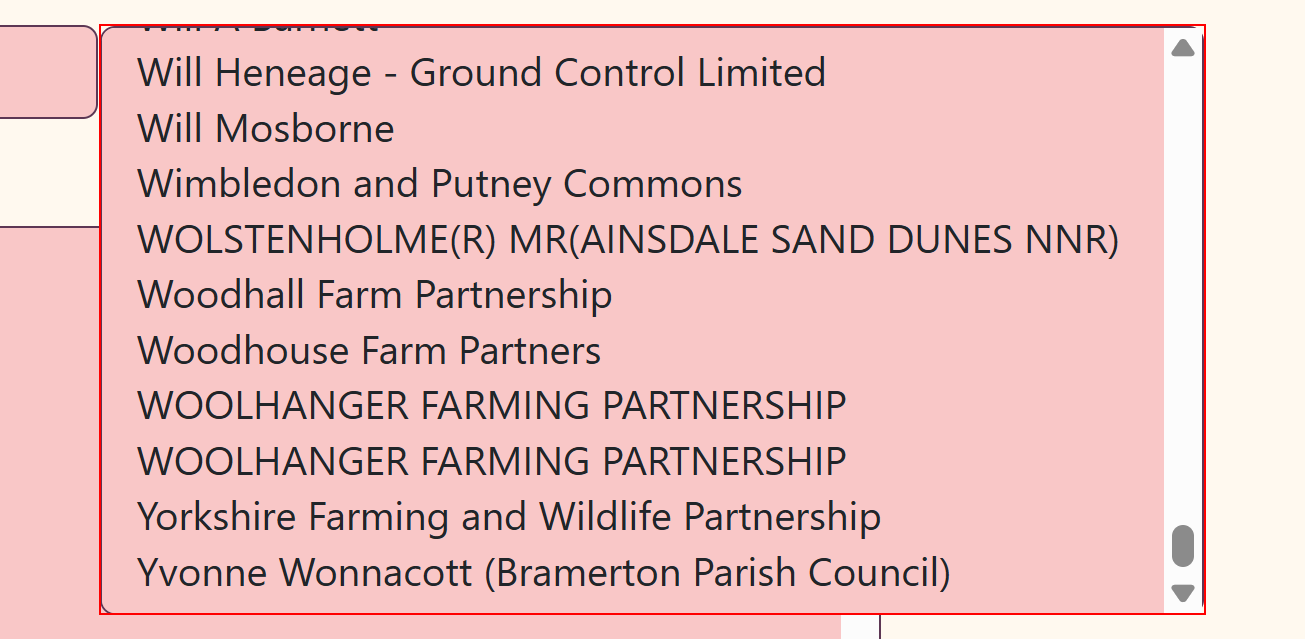 Will A Barnett
Will Heneage - Ground Control Limited
Will Mosborne
Wimbledon and Putney Commons
WOLSTENHOLME(R) MR(AINSDALE SAND DUNES NNR)
Woodhall Farm Partnership
Woodhouse Farm Partners
WOOLHANGER FARMING PARTNERSHIP
WOOLHANGER FARMING PARTNERSHIP
Yorkshire Farming and Wildlife Partnership
Yvonne Wonnacott (Bramerton Parish Council)